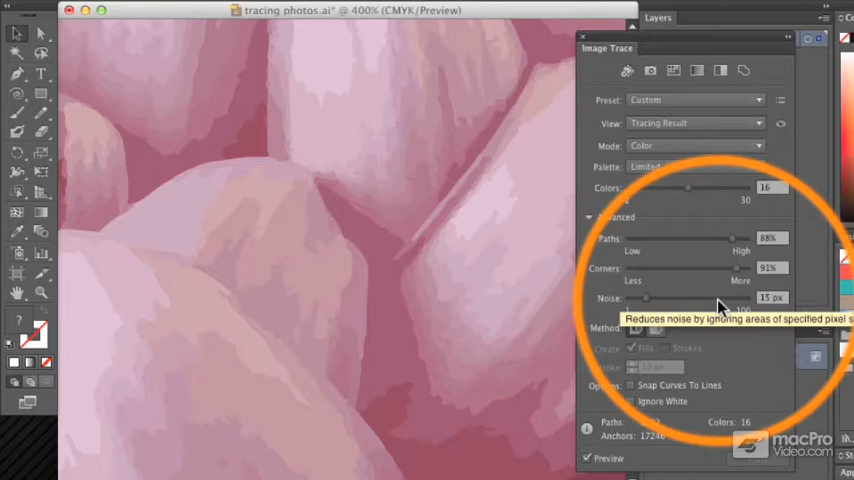 tracing photos.ai* @ 400% (CMYK/Preview)
Layers
Image Trace
Preset: Custom
View: Tracing Result
Mode: Color
Palette: Limited
Colors: 16
30
Advanced
Paths: 88%
Low High
Corners: 91%
Less More
Noise: 15 px
1 100
Reduces noise by ignoring areas of specified pixel s
Method:
Create: Fills Strokes
10 px
Options: Snap Curves To Lines
Ignore White
Paths: Colors: 16
Anchors: 17246
Preview
macPro
Video.com